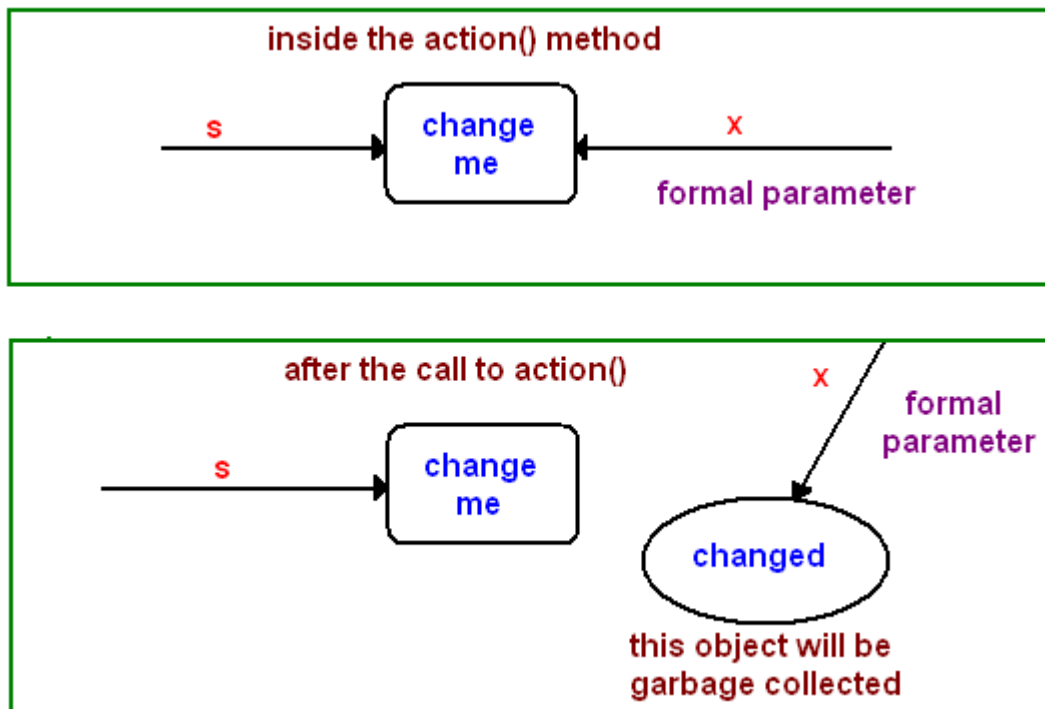 inside the action() method
s
change
me
x
formal parameter
after the call to action()
x
formal
parameter
s
change
me
changed
this object will be
garbage collected